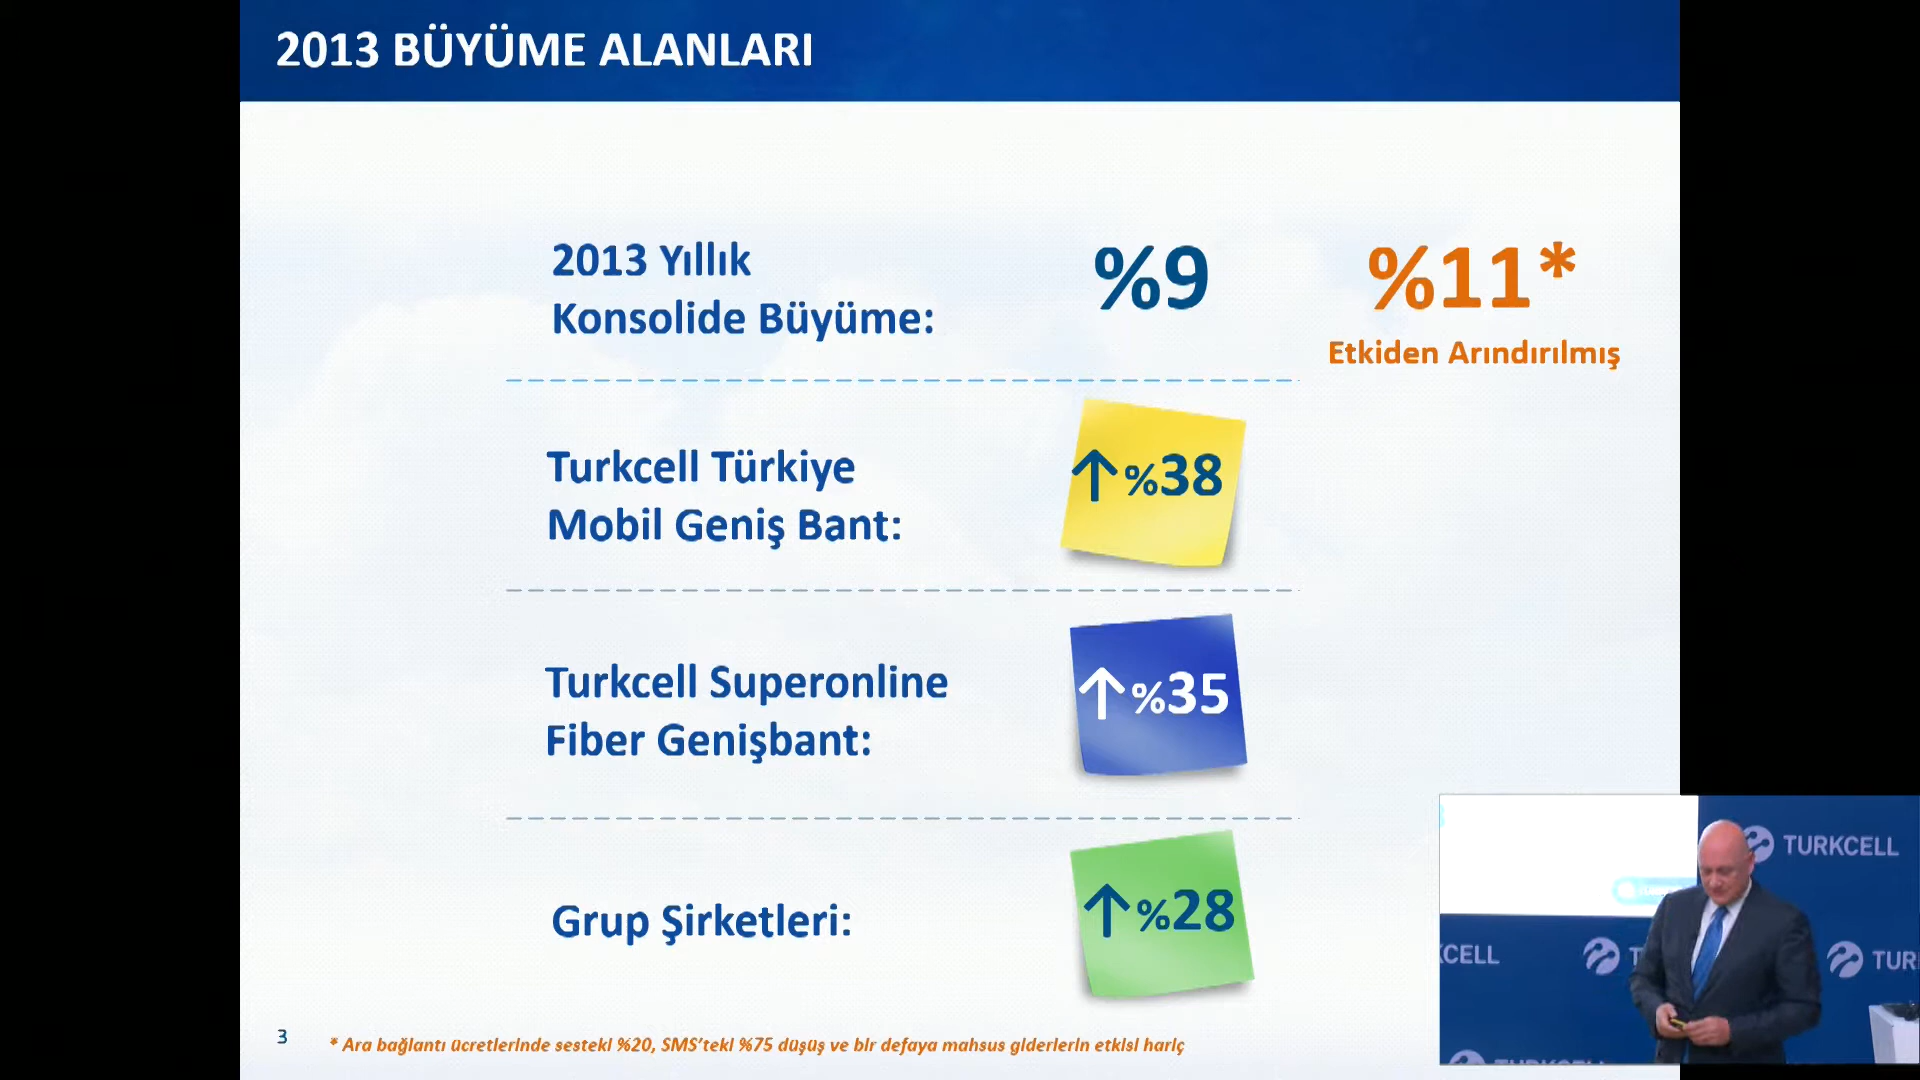 2013 BÜYÜME ALANLARI
2013 Yıllık
Konsolide Büyüme:
%9
%11*
Etkiden Arındırılmış
Turkcell Türkiye
Mobil Geniş Bant:
↑%38
Turkcell Superonline
Fiber Genişbant:
↑%35
Grup Şirketleri:
↑%28
3
* Ara bağlantı ücretlerinde sesteki %20, SMS'teki %75 düşüş ve bir defaya mahsus giderlerin etkisi hariç
TURKCELL
KCELL
T
TUR
TURKCELL